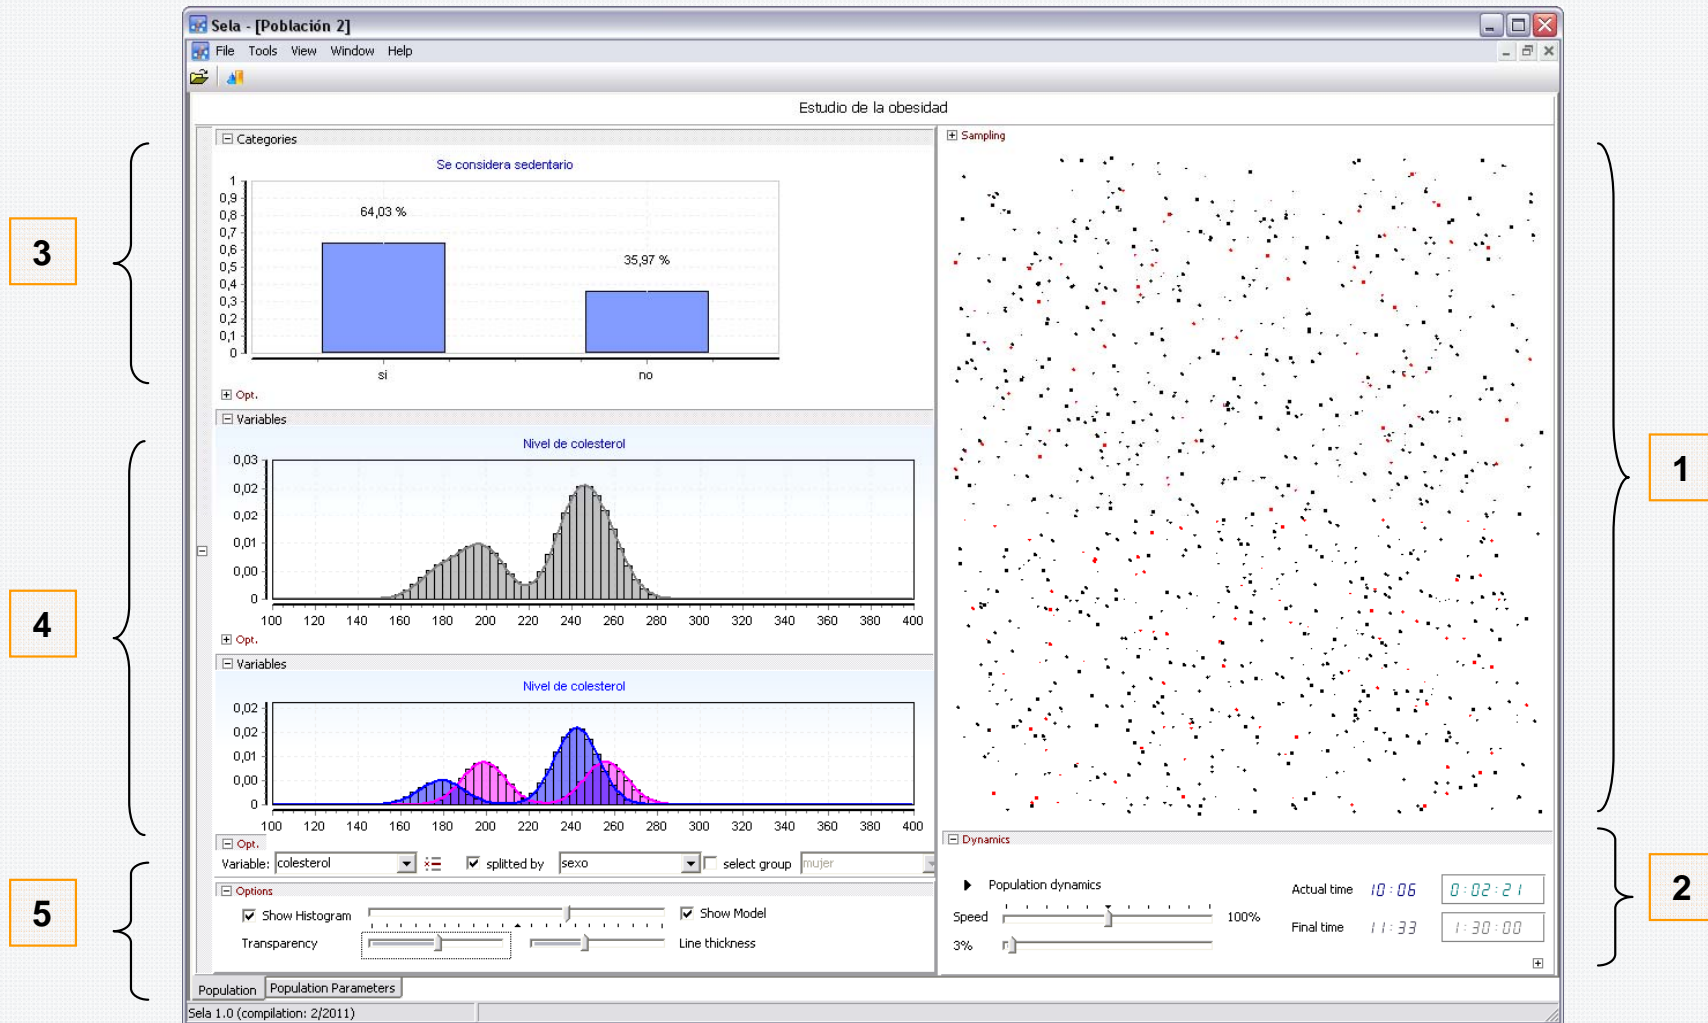 Sela - [Población 2]
File Tools View Window Help
Estudio de la obesidad
Categories
Se considera sedentario
1
0,9
0,8
0,7
0,6
0,5
0,4
0,3
0,2
0,1
0
64,03 %
35,97 %
si no
Opt.
Variables
Nivel de colesterol
0,03
0,02
0,02
0,01
0,00
0
100 120 140 160 180 200 220 240 260 280 300 320 340 360 380 400
Opt.
Variables
Nivel de colesterol
0,02
0,02
0,01
0,00
0
100 120 140 160 180 200 220 240 260 280 300 320 340 360 380 400
Opt.
Variable: colesterol splitted by sexo select group mujer
Options
Show Histogram Show Model
Transparency Line thickness
Sampling
Dynamics
Population dynamics
Actual time 10:06 0:02:21
Speed 100%
Final time 11:33 1:30:00
3%
Population Population Parameters
Sela 1.0 (compilation: 2/2011)
3
4
5
1
2